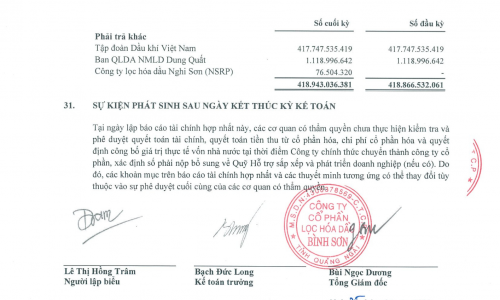 Số cuối kỳ Số đầu kỳ
Phải trả khác
Tập đoàn Dầu khí Việt Nam 417.747.535.419 417.747.535.419
Ban QLDA NMLD Dung Quất 1.118.996.642 1.118.996.642
Công ty lọc hóa dầu Nghi Sơn (NSRP) 76.504.320 -
418.943.036.381 418.866.532.061
31. SỰ KIỆN PHÁT SINH SAU NGÀY KẾT THÚC KỲ KẾ TOÁN
Tại ngày lập báo cáo tài chính hợp nhất này, các cơ quan có thẩm quyền chưa thực hiện kiểm tra và
phê duyệt quyết toán tài chính, quyết toán tiền thu từ cổ phần hóa, chi phí cổ phần hóa và quyết
định công bố giá trị thực tế vốn nhà nước tại thời điểm Công ty chính thức chuyển thành công ty cổ
phần, xác định số phải nộp bổ sung về Quỹ Hỗ trợ sắp xếp và phát triển doanh nghiệp (nếu có). Do
đó, các khoản mục trên báo cáo tài chính hợp nhất và các thuyết minh tương ứng có thể thay đổi tùy
thuộc vào sự phê duyệt cuối cùng của các cơ quan có thẩm quyền.
CÔNG TY
CỔ PHẦN
LỌC HÓA DẦU
BÌNH SƠN
TỈNH QUẢNG NGÃI
Lê Thị Hồng Trâm Bạch Đức Long Bùi Ngọc Dương
Người lập biểu Kế toán trưởng Tổng Giám đốc